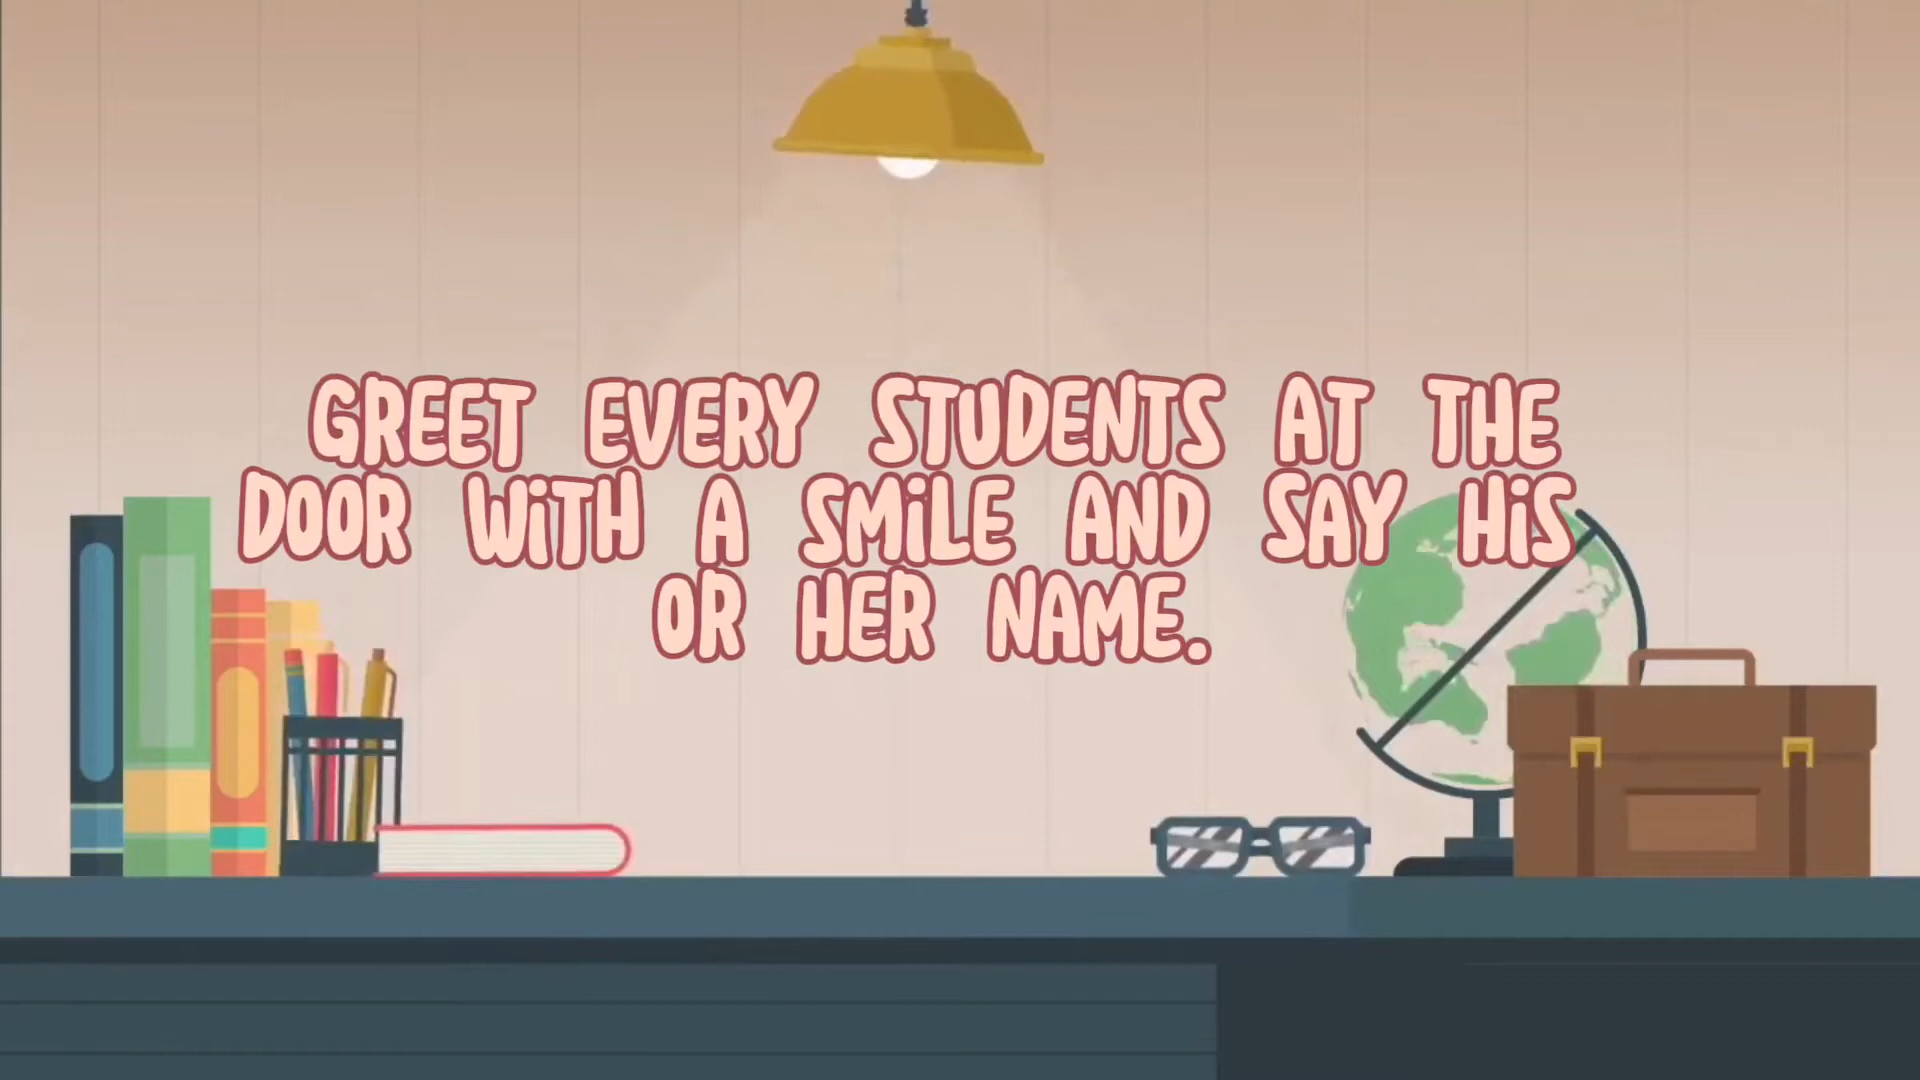 GREET EVERY STUDENTS AT THE
DOOR WITH A SMILE AND SAY HIS
OR HER NAME.